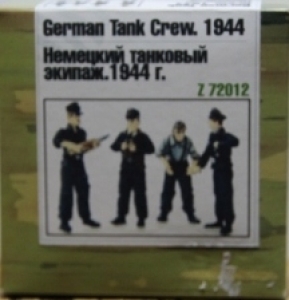 German Tank Crew. 1944
Немецкий танковый
экипаж.1944 г.
Z 72012